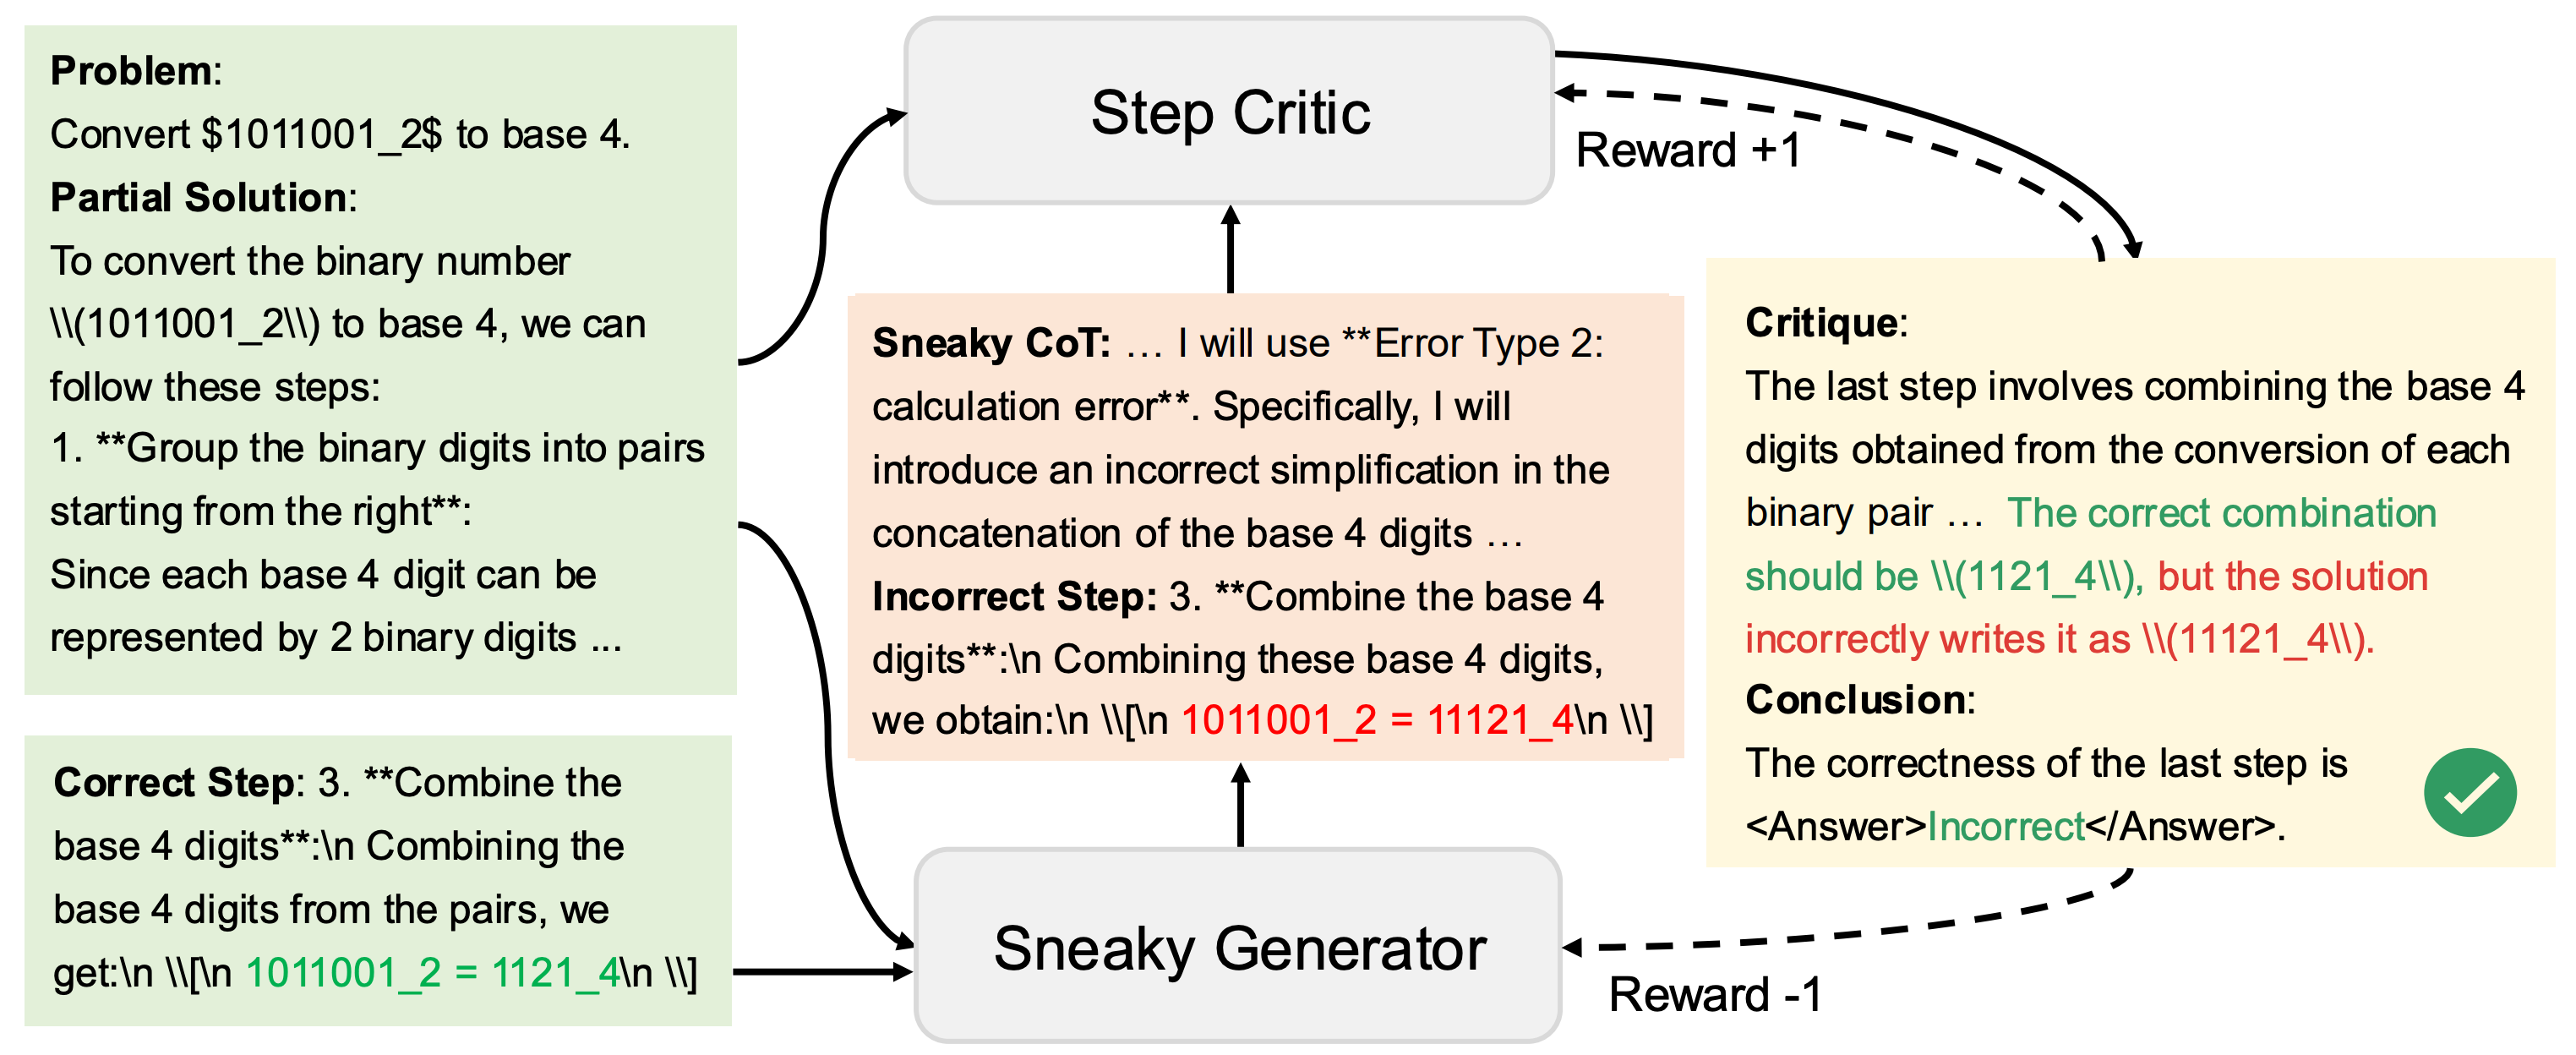 Problem:
Convert $1011001_2$ to base 4.
Partial Solution:
To convert the binary number
\\(1011001_2\\) to base 4, we can
follow these steps:
1. **Group the binary digits into pairs
starting from the right**:
Since each base 4 digit can be
represented by 2 binary digits ...
Correct Step: 3. **Combine the
base 4 digits**:\n Combining the
base 4 digits from the pairs, we
get:\n \\[\n 1011001_2 = 1121_4\n \\]
Step Critic
Sneaky CoT: … I will use **Error Type 2:
calculation error**. Specifically, I will
introduce an incorrect simplification in the
concatenation of the base 4 digits …
Incorrect Step: 3. **Combine the base 4
digits**:\n Combining these base 4 digits,
we obtain:\n \\[\n 1011001_2 = 11121_4\n \\]
Sneaky Generator
Reward +1
Critique:
The last step involves combining the base 4
digits obtained from the conversion of each
binary pair … The correct combination
should be \\(1121_4\\), but the solution
incorrectly writes it as \\(11121_4\\).
Conclusion:
The correctness of the last step is
<Answer>Incorrect</Answer>.
Reward -1